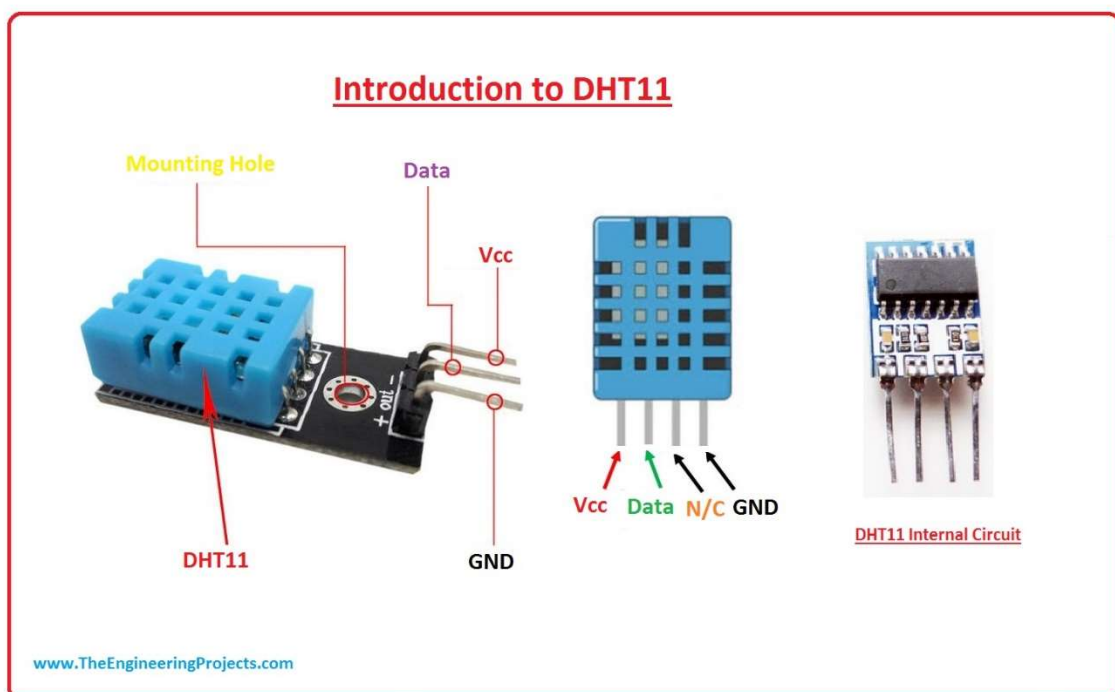 Introduction to DHT11
Mounting Hole
Data
Vcc
+ out -
DHT11
GND
Vcc
Data
N/C
GND
DHT11 Internal Circuit
www.TheEngineeringProjects.com